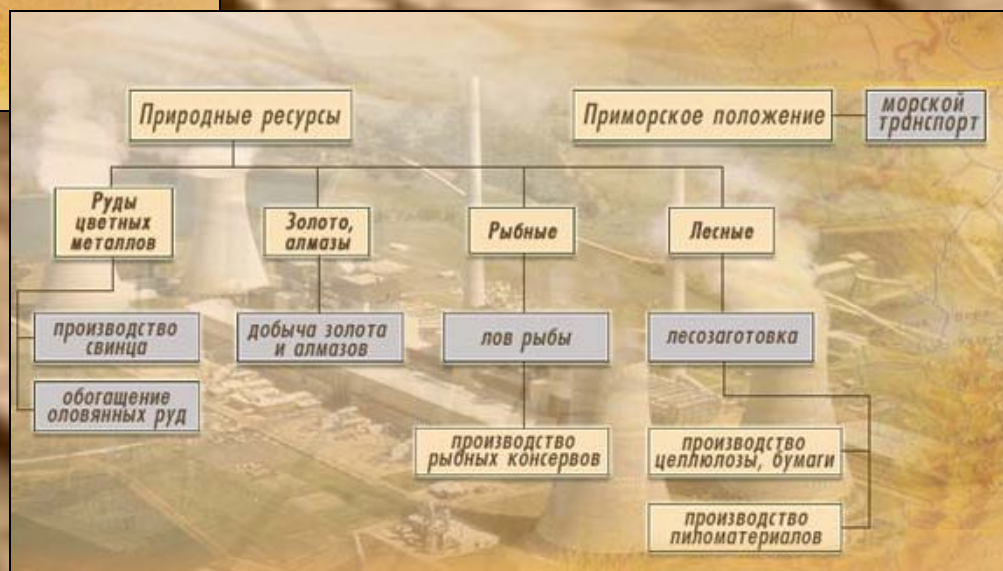 Природные ресурсы
Приморское положение
морской
транспорт
Руды
цветных
металлов
Золото,
алмазы
Рыбные
Лесные
производство
свинца
обогащение
оловянных руд
добыча золота
и алмазов
лов рыбы
лесозаготовка
производство
рыбных консервов
производство
целлюлозы, бумаги
производство
пиломатериалов